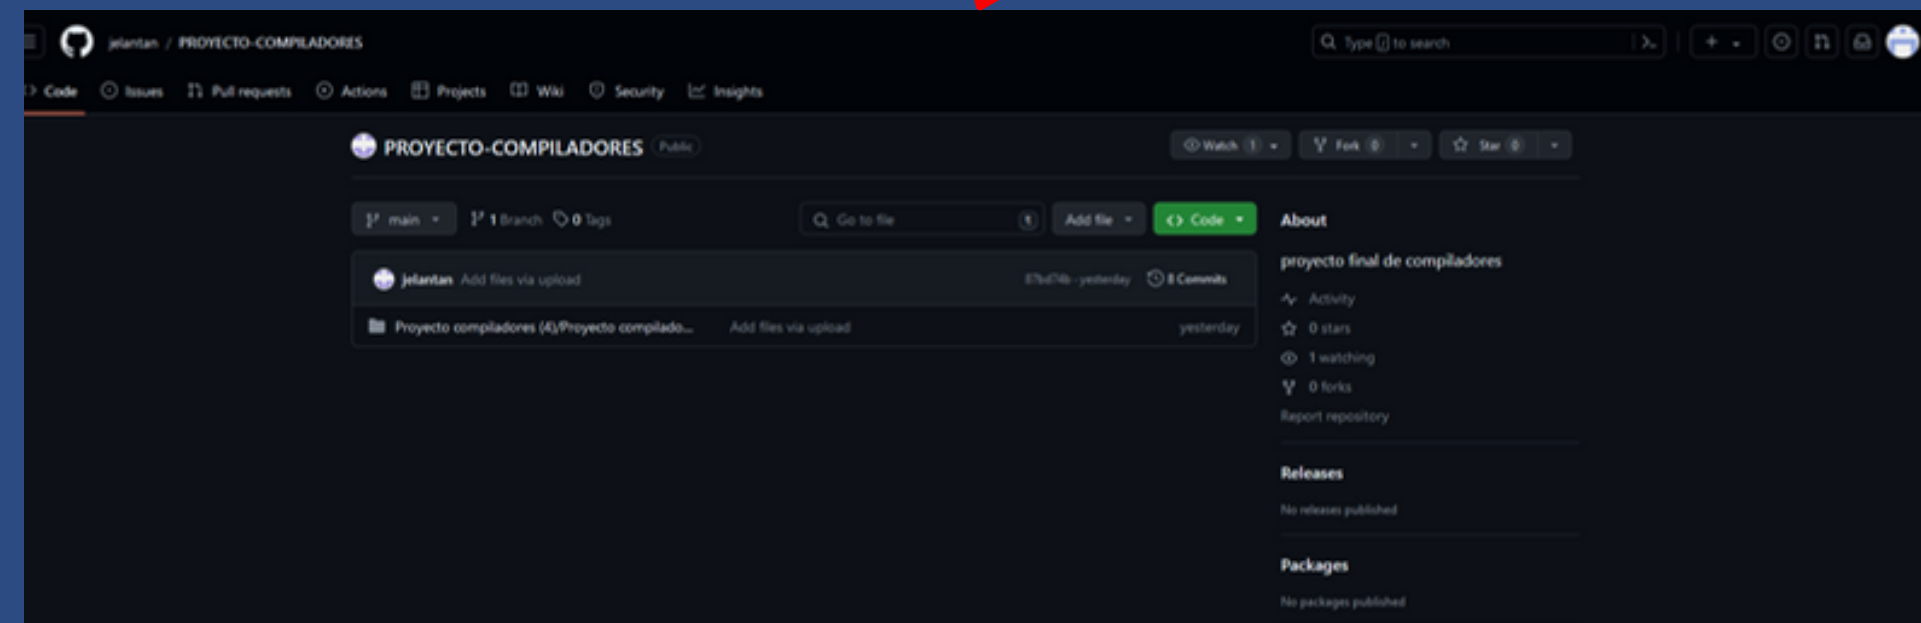 jelantan / PROYECTO-COMPILADORES
Type / to search
Code Issues Pull requests Actions Projects Wiki Security Insights
PROYECTO-COMPILADORES Public
Watch 1 Fork 0 Star 0
main 1 Branch 0 Tags Go to file Add file Code
About
proyecto final de compiladores
jelantan Add files via upload yesterday 8 Commits
Proyecto compiladores (4)/Proyecto compilado... Add files via upload yesterday
Activity
0 stars
1 watching
0 forks
Report repository
Releases
No releases published
Packages
No packages published